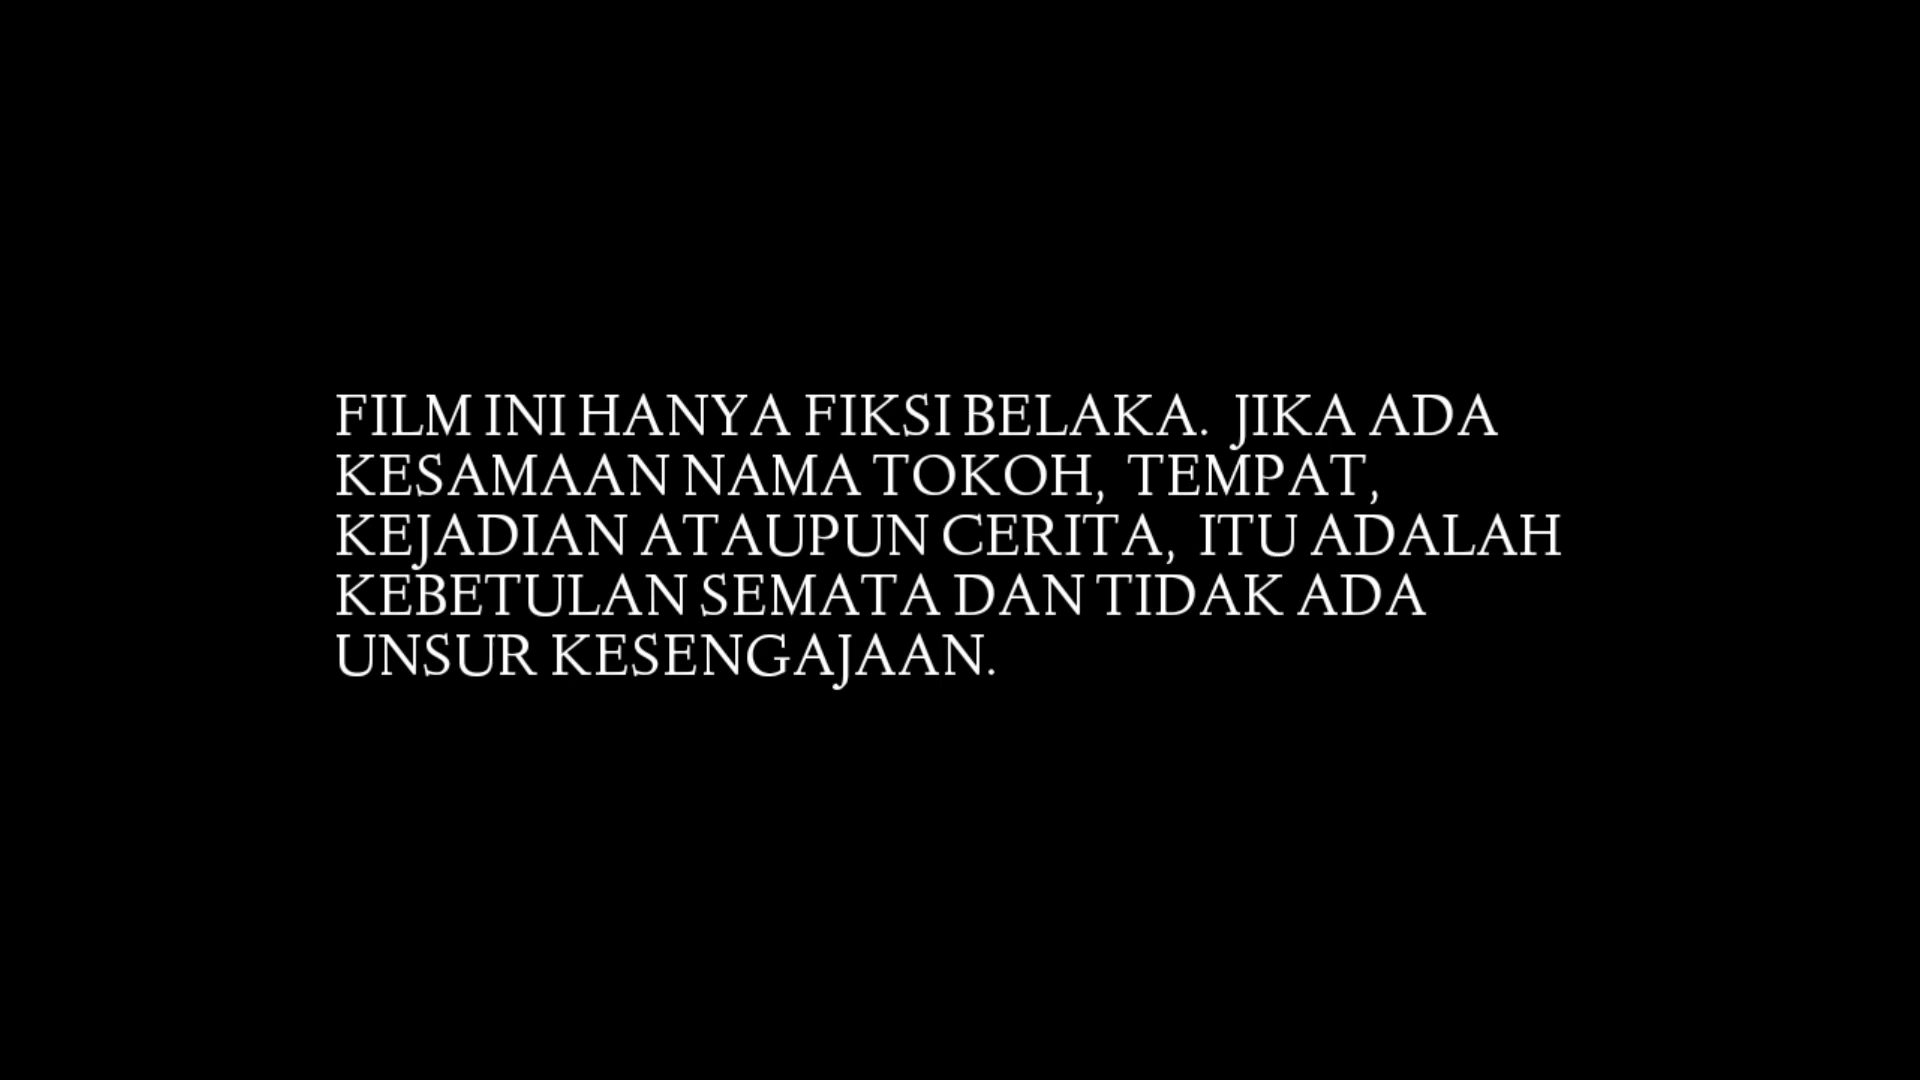 FILM INI HANYA FIKSI BELAKA. JIKA ADA
KESAMAAN NAMA TOKOH, TEMPAT,
KEJADIAN ATAUPUN CERITA, ITU ADALAH
KEBETULAN SEMATA DAN TIDAK ADA
UNSUR KESENGAJAAN.